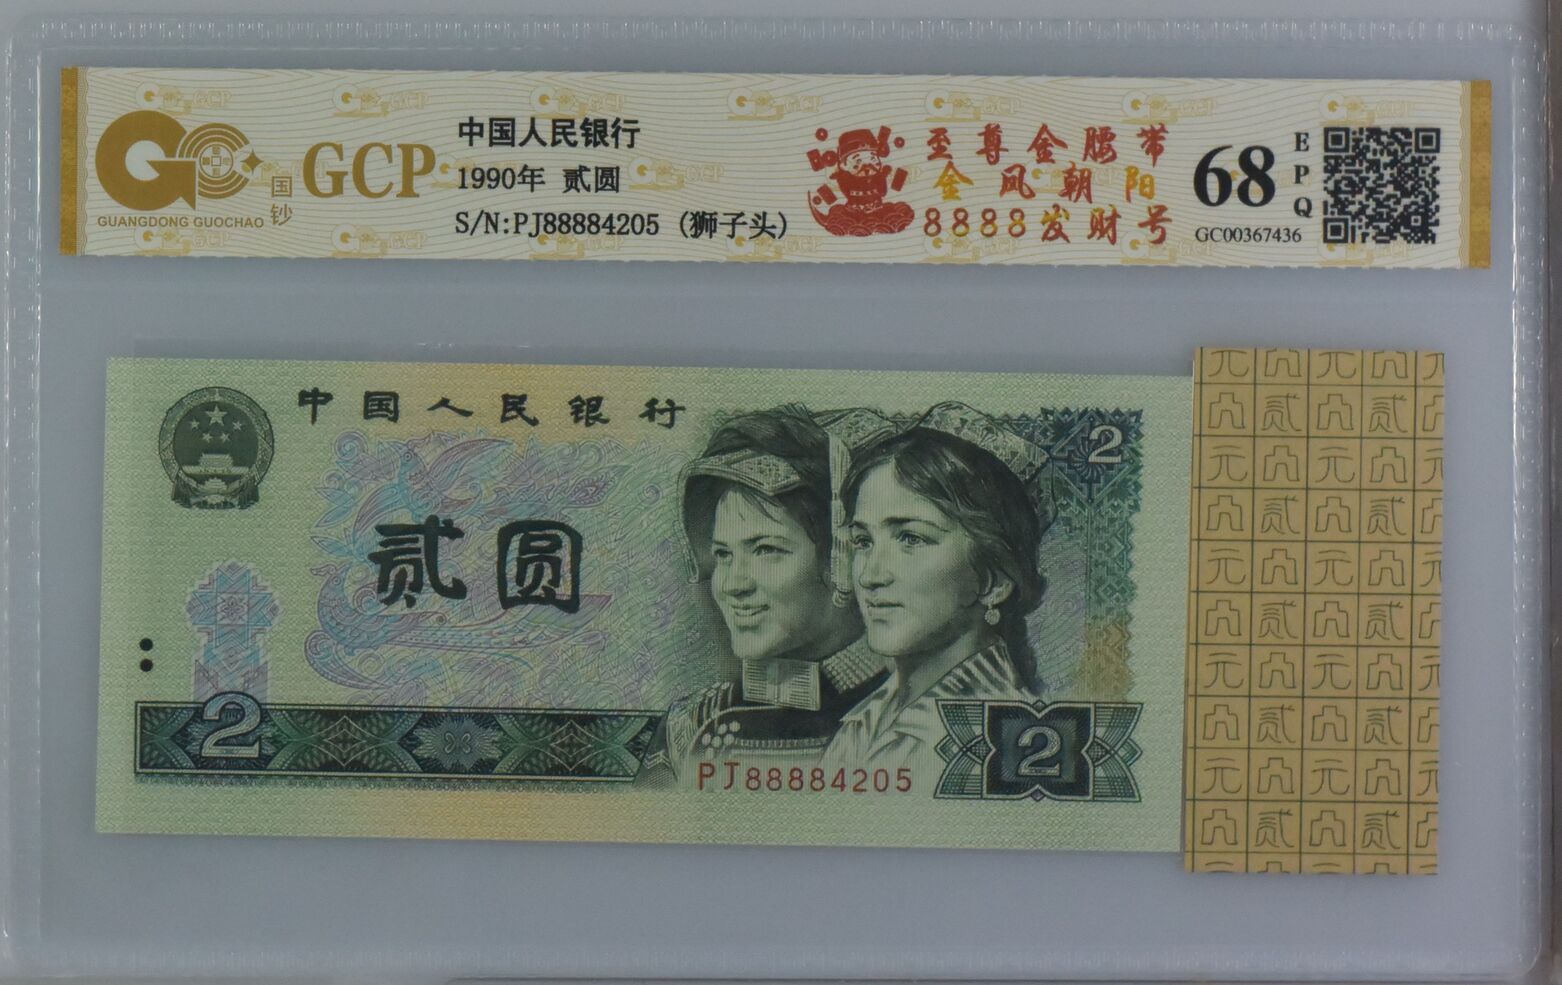 GUANGDONG GUOCHAO
国钞
GCP
中国人民银行
1990年 贰圆
S/N:PJ88884205 (狮子头)
至尊金腰带
金凤朝阳
8888发财号
68
EPQ
GC00367436
中国人民银行
贰圆
2
2
2
PJ88884205